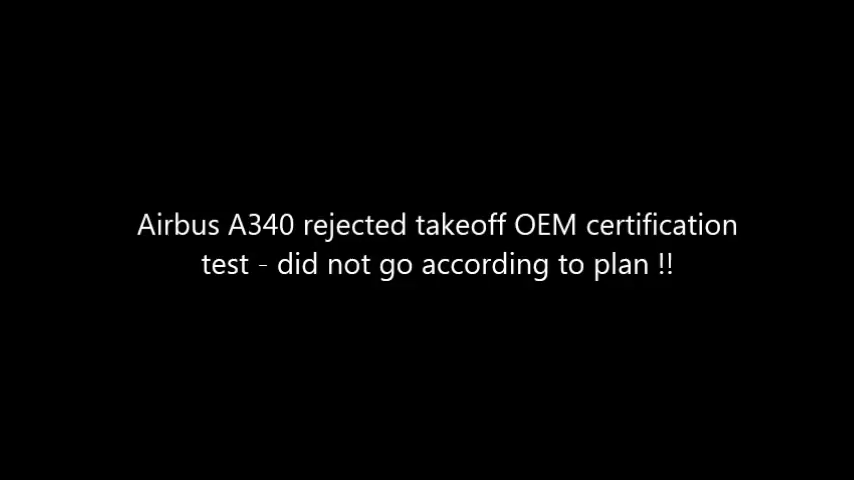 Airbus A340 rejected takeoff OEM certification
test - did not go according to plan !!